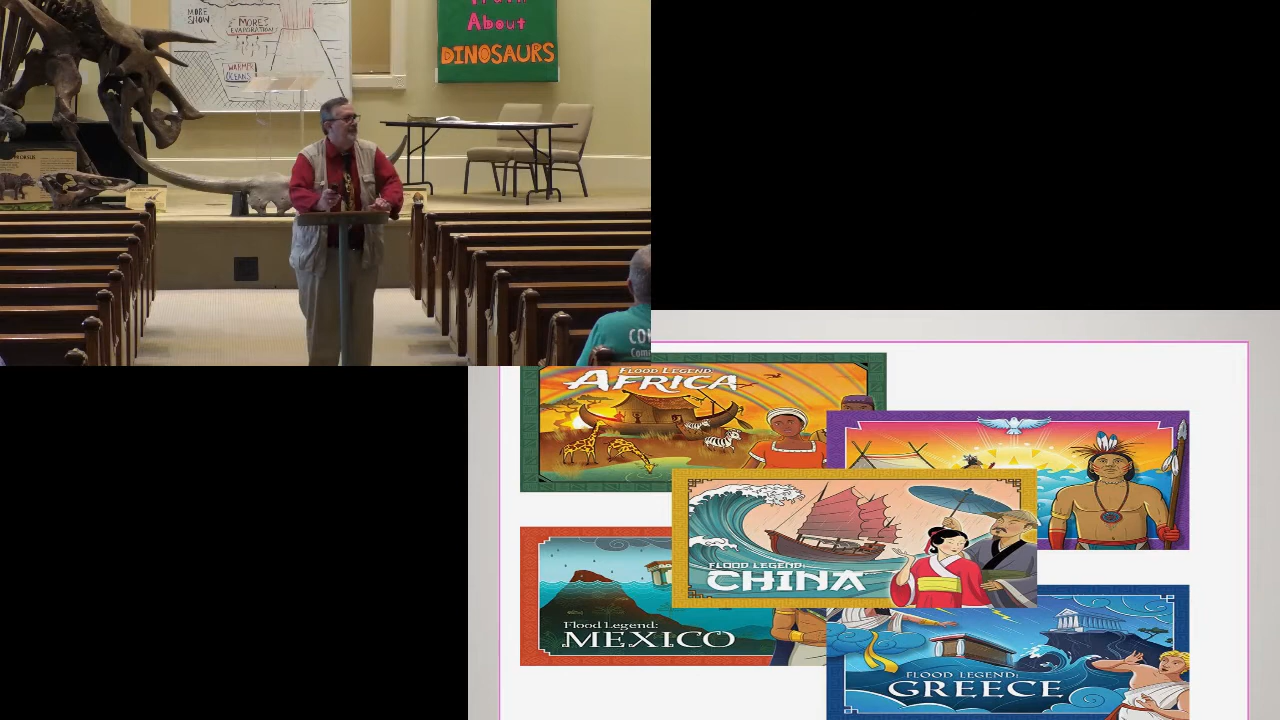 MORE
SNOW
MORE?
EVAPORATION
WARMER
OCEANS
About
DINOSAURS
FLOOD LEGEND
AFRICA
FLOOD LEGEND:
CHINA
Flood Legend:
MEXICO
FLOOD LEGEND:
GREECE